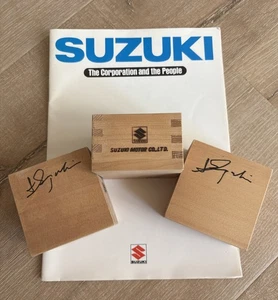 SUZUKI
The Corporation and the People
SUZUKI MOTOR CO.,LTD.
SUZUKI